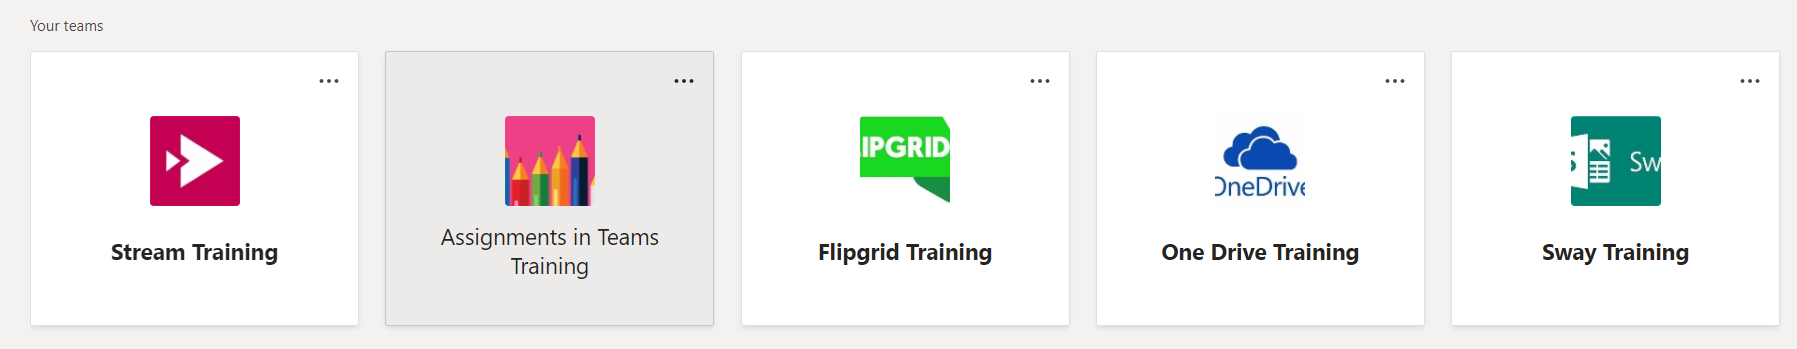 Your teams
Stream Training
Assignments in Teams
Training
IPGRID
Flipgrid Training
OneDrive
One Drive Training
S
Sw
Sway Training